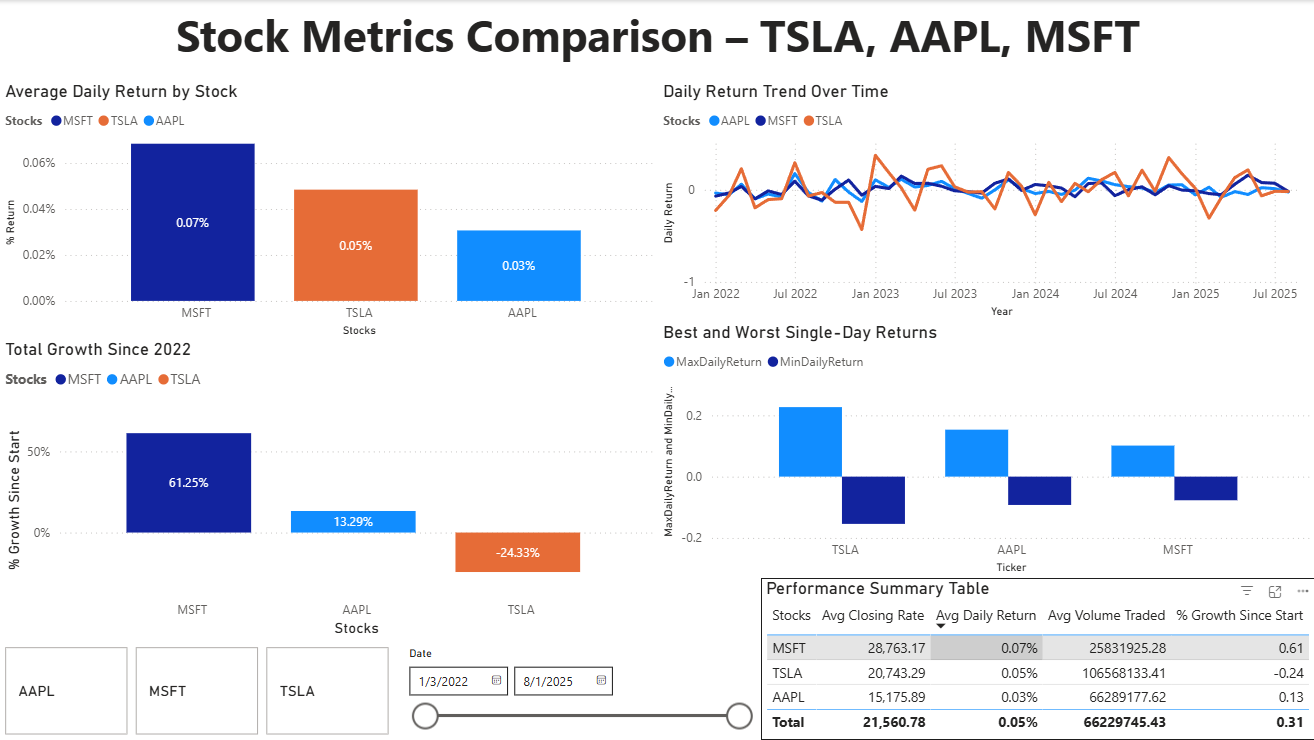 Stock Metrics Comparison – TSLA, AAPL, MSFT
Average Daily Return by Stock
Stocks MSFT TSLA AAPL
% Return
0.06%
0.04%
0.02%
0.00%
0.07%
0.05%
0.03%
MSFT TSLA AAPL
Stocks
Daily Return Trend Over Time
Stocks AAPL MSFT TSLA
Daily Return
0
-1
Jan 2022 Jul 2022 Jan 2023 Jul 2023 Jan 2024 Jul 2024 Jan 2025 Jul 2025
Year
Total Growth Since 2022
Stocks MSFT AAPL TSLA
% Growth Since Start
50%
0%
61.25%
13.29%
-24.33%
MSFT AAPL TSLA
Stocks
Best and Worst Single-Day Returns
MaxDailyReturn MinDailyReturn
MaxDailyReturn and MinDaily...
0.2
0.0
-0.2
TSLA AAPL MSFT
Ticker
AAPL
MSFT
TSLA
Date
1/3/2022 8/1/2025
Performance Summary Table
Stocks Avg Closing Rate Avg Daily Return Avg Volume Traded % Growth Since Start
MSFT 28,763.17 0.07% 25831925.28 0.61
TSLA 20,743.29 0.05% 106568133.41 -0.24
AAPL 15,175.89 0.03% 66289177.62 0.13
Total 21,560.78 0.05% 66229745.43 0.31